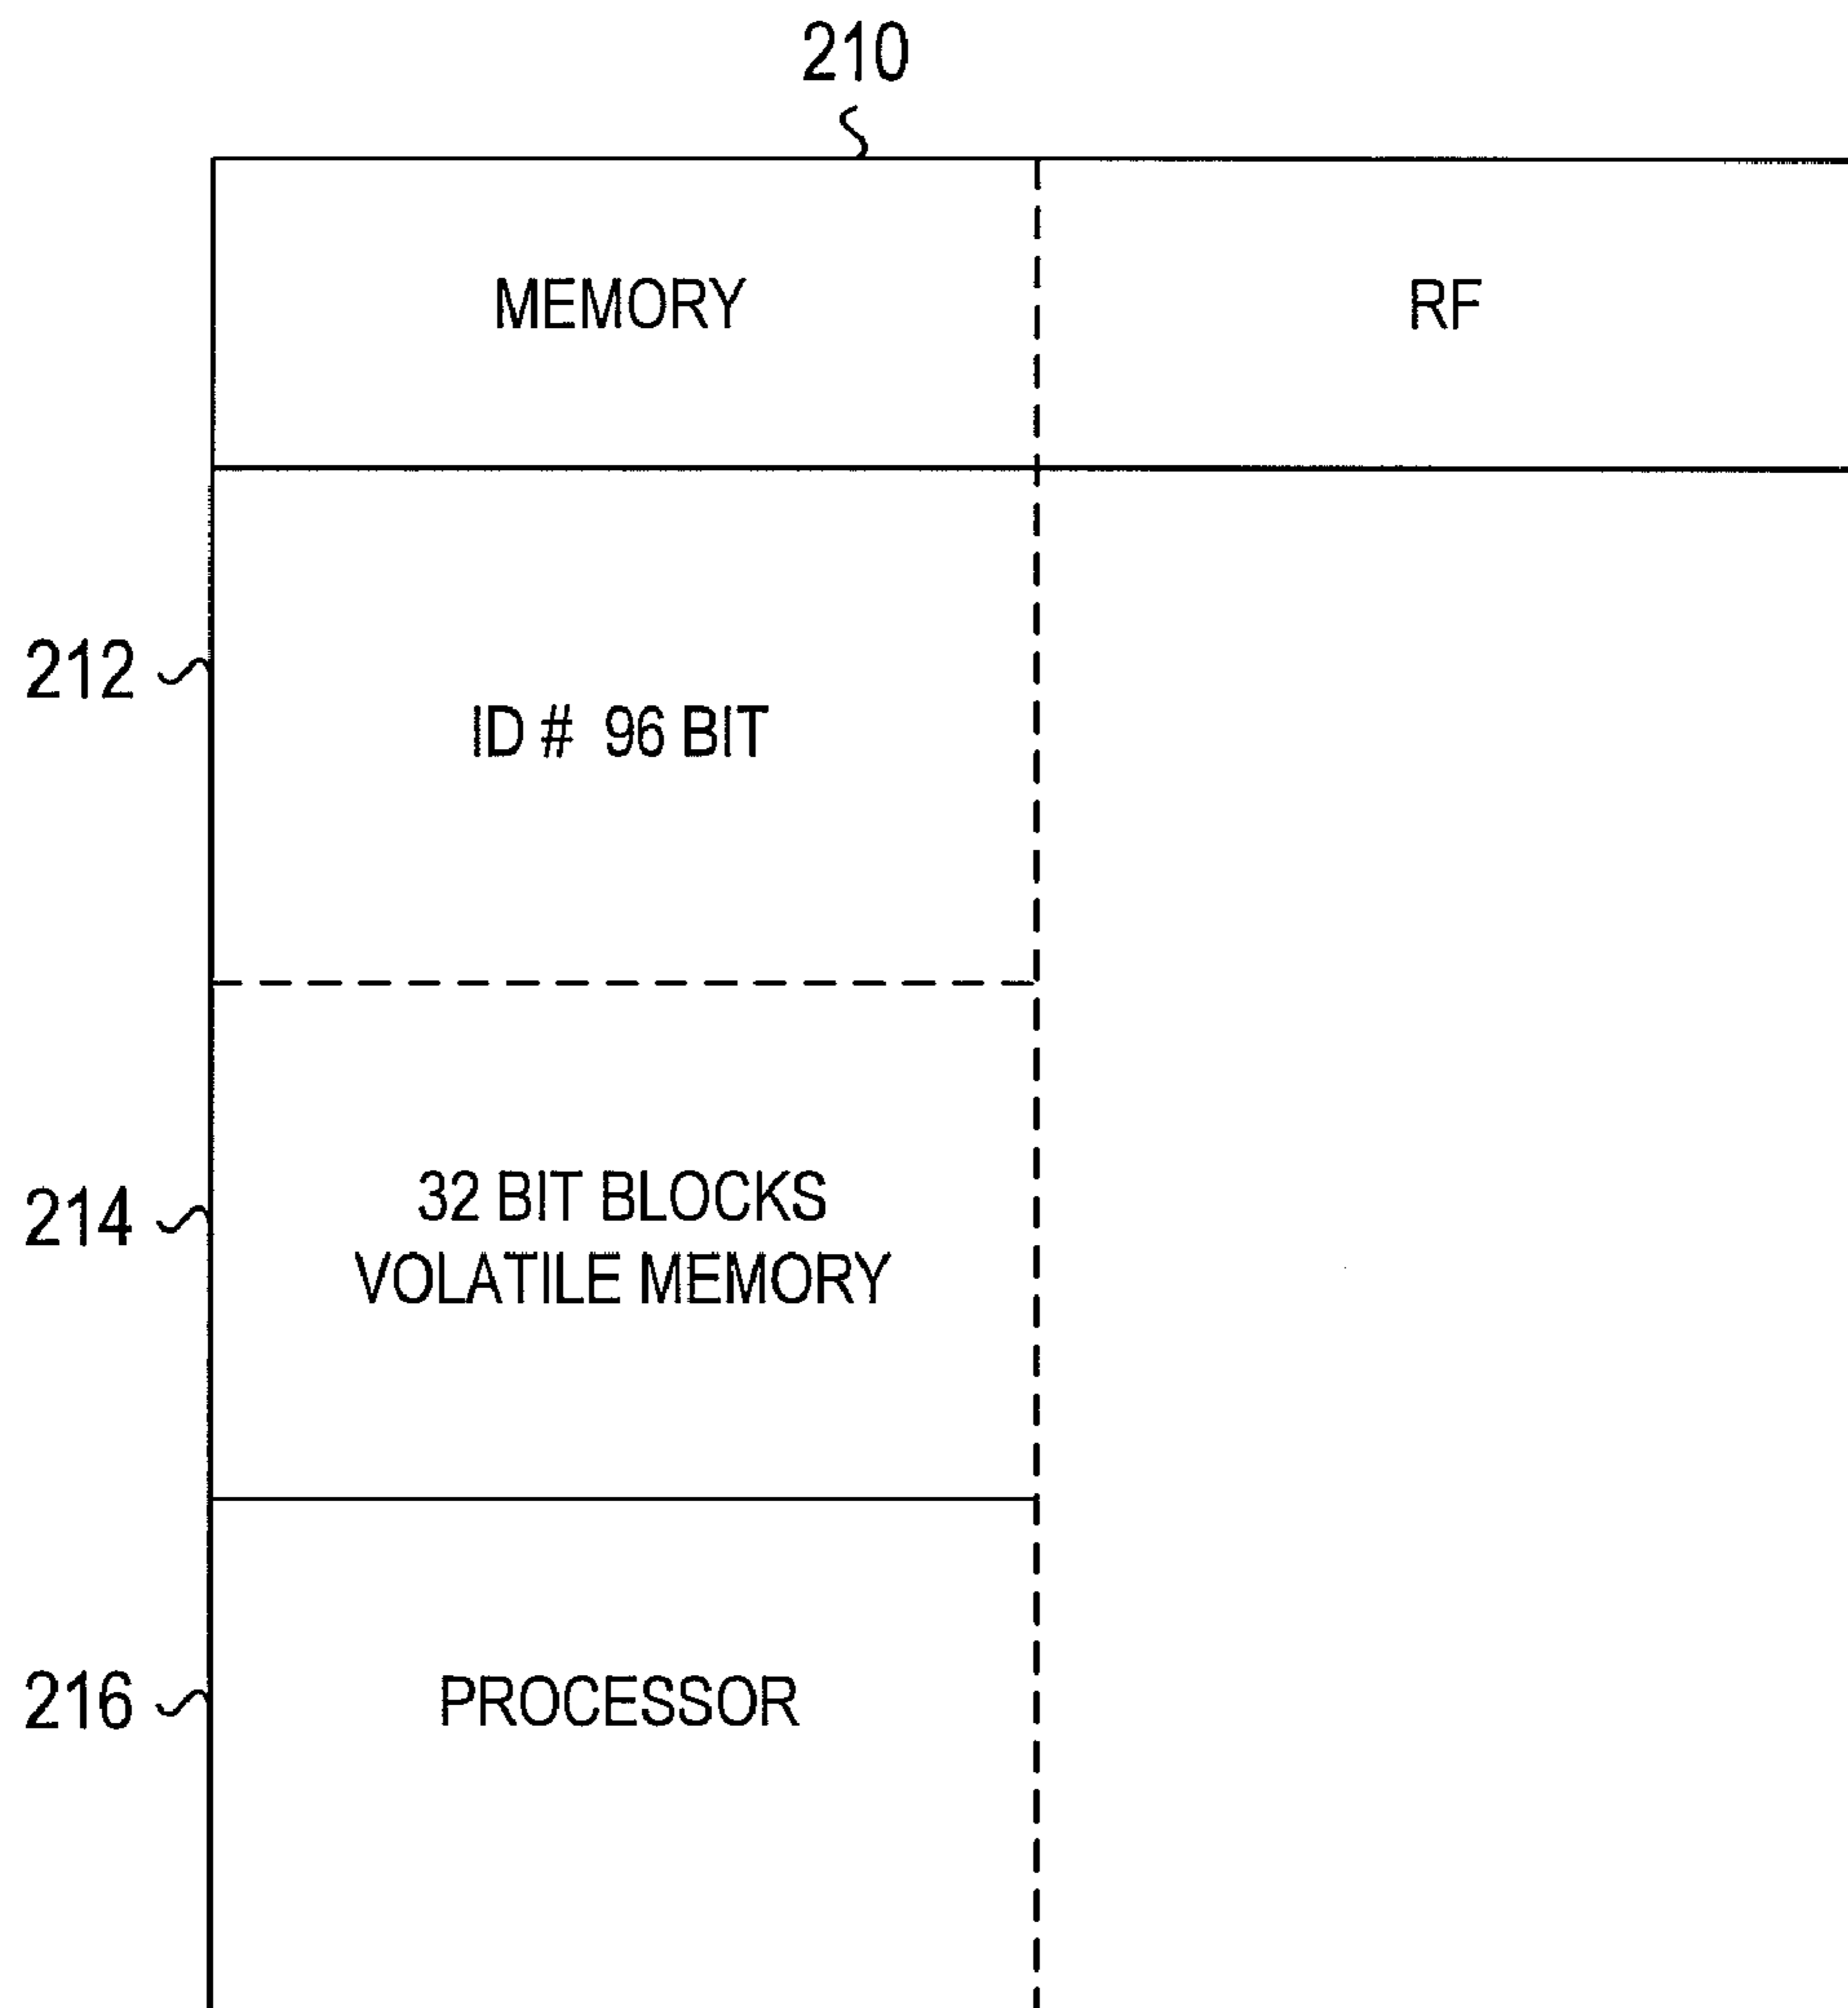 210
MEMORY
RF
212
ID # 96 BIT
214
32 BIT BLOCKS
VOLATILE MEMORY
216
PROCESSOR